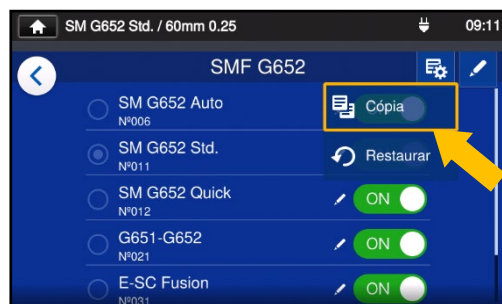 SM G652 Std. / 60mm 0.25
09:11
SMF G652
SM G652 Auto
Nº006
Cópia
SM G652 Std.
Nº011
Restaurar
SM G652 Quick
Nº012
ON
G651-G652
Nº021
ON
E-SC Fusion
Nº031
ON